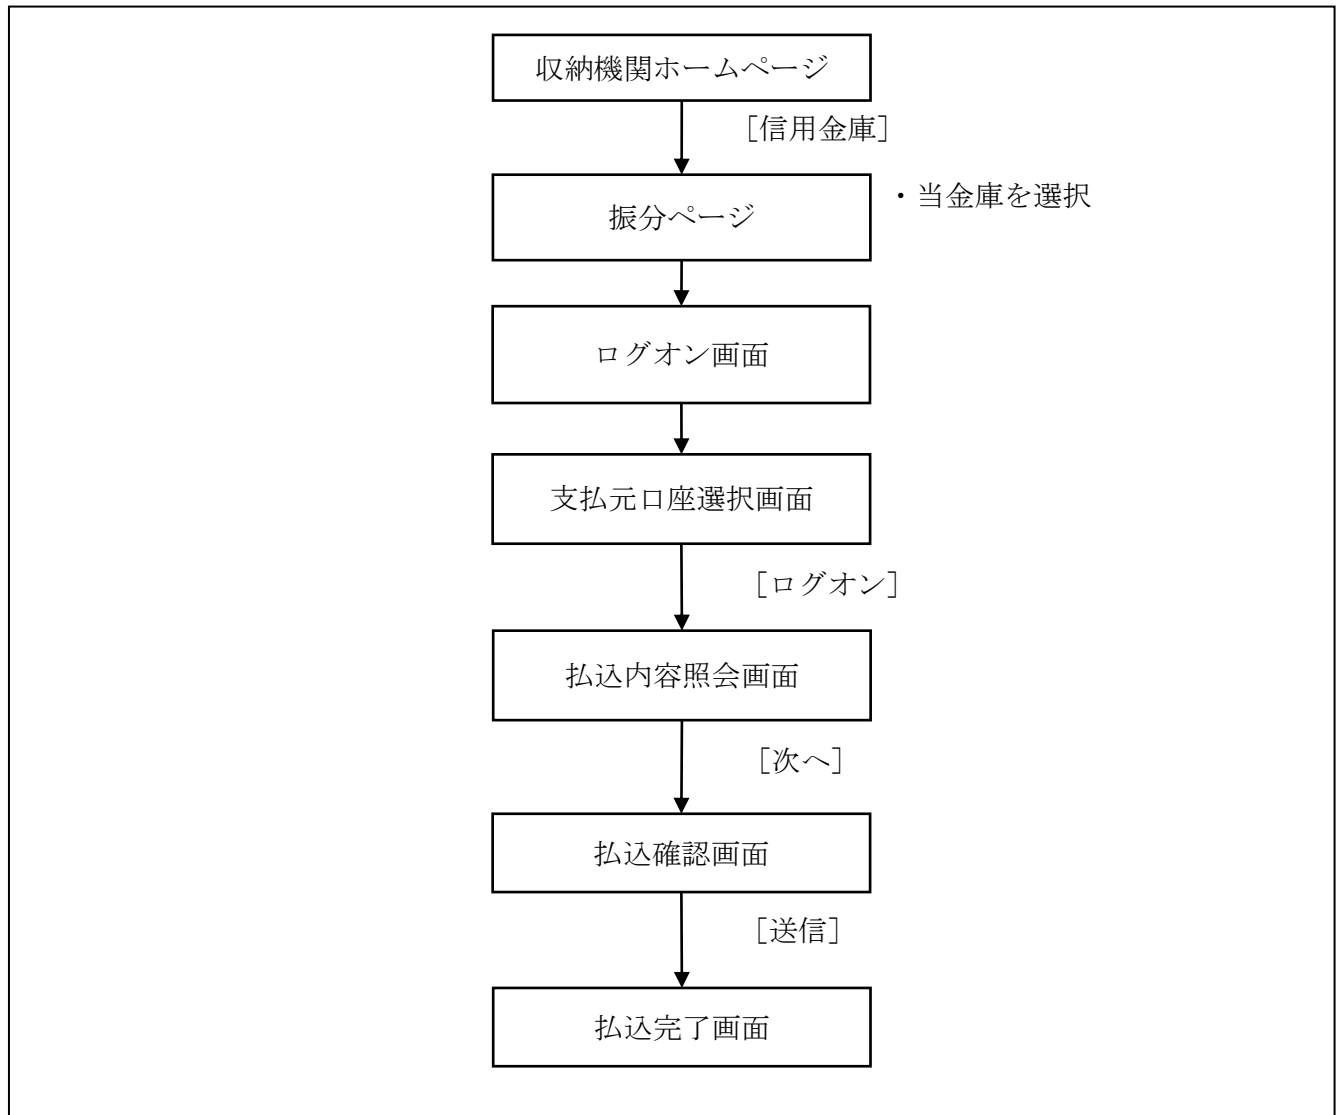 収納機関ホームページ
［信用金庫］
振分ページ
・当金庫を選択
ログオン画面
支払元口座選択画面
［ログオン］
払込内容照会画面
［次へ］
払込確認画面
［送信］
払込完了画面